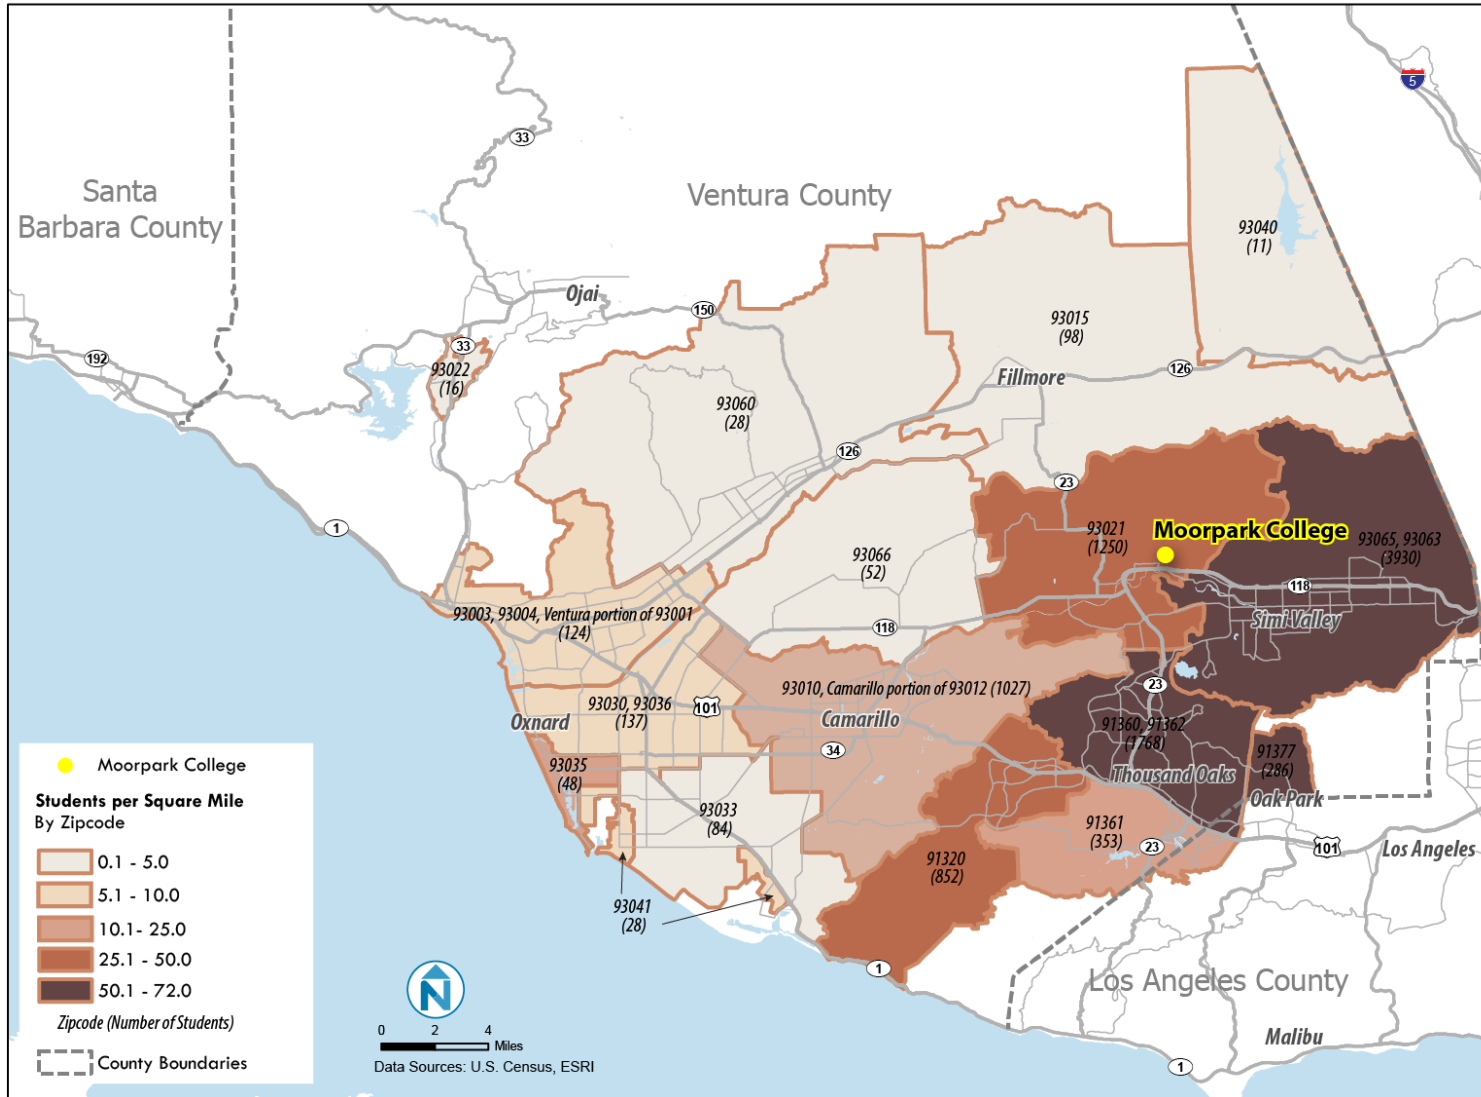 Santa
Barbara County
Ventura County
5
33
93040
(11)
Ojai
150
93015
(98)
192
33
93022
(16)
126
Fillmore
93060
(28)
126
23
1
93021
(1250)
Moorpark College
93065, 93063
(3930)
93066
(52)
118
93003, 93004, Ventura portion of 93001
(124)
118
Simi Valley
23
93010, Camarillo portion of 93012 (1027)
93030, 93036
(137)
101
Oxnard
Camarillo
91360, 91362
(1768)
34
93035
(48)
91377
(286)
Thousand Oaks
Oak Park
93033
(84)
91361
(353)
23
101
Los Angeles
91320
(852)
93041
(28)
1
Los Angeles County
Malibu
1
Moorpark College
Students per Square Mile
By Zipcode
0.1 - 5.0
5.1 - 10.0
10.1- 25.0
25.1 - 50.0
50.1 - 72.0
Zipcode (Number of Students)
County Boundaries
N
0 2 4
Miles
Data Sources: U.S. Census, ESRI